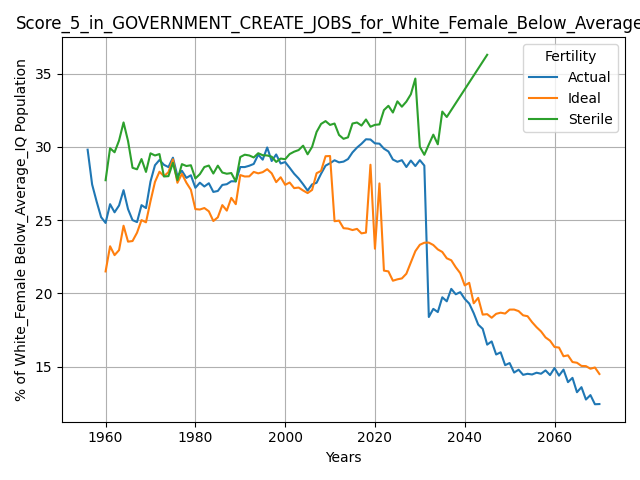 Score_5_in_GOVERNMENT_CREATE_JOBS_for_White_Female_Below_Average
% of White_Female Below_Average_IQ Population
35
30
25
20
15
Fertility
Actual
Ideal
Sterile
1960
1980
2000
2020
2040
2060
Years